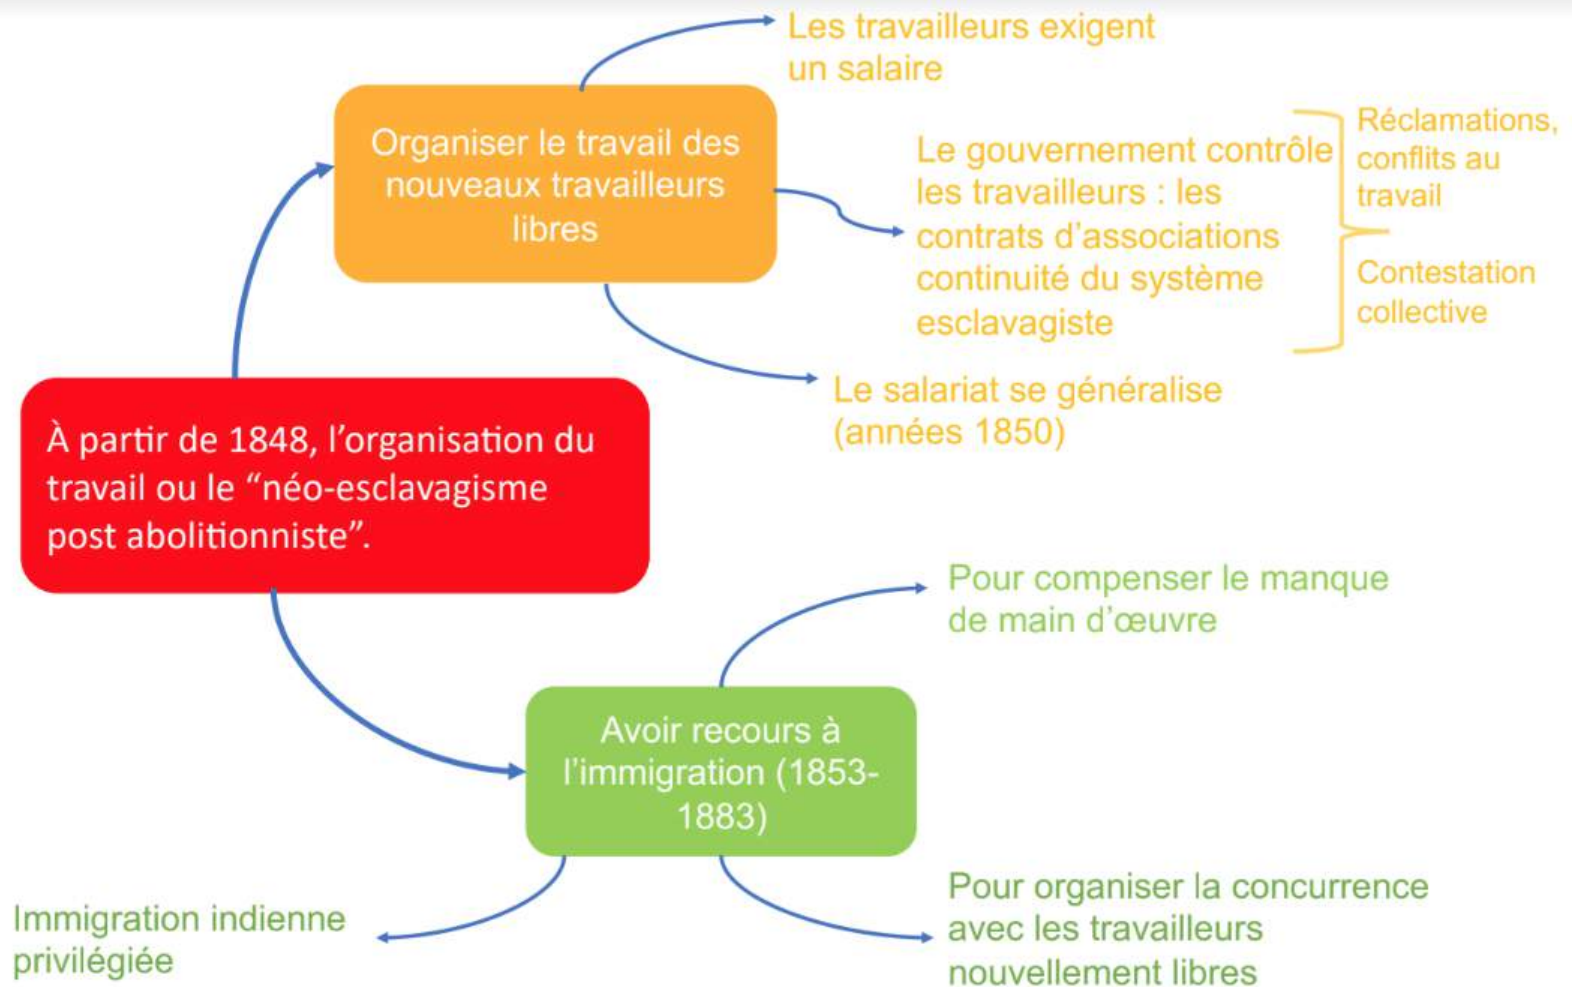 Les travailleurs exigent
un salaire
Organiser le travail des
nouveaux travailleurs
libres
Le gouvernement contrôle
les travailleurs : les
contrats d’associations
continuité du système
esclavagiste
Réclamations,
conflits au
travail
Contestation
collective
Le salariat se généralise
(années 1850)
À partir de 1848, l’organisation du
travail ou le “néo-esclavagisme
post abolitionniste”.
Pour compenser le manque
de main d’œuvre
Avoir recours à
l’immigration (1853-
1883)
Immigration indienne
privilégiée
Pour organiser la concurrence
avec les travailleurs
nouvellement libres